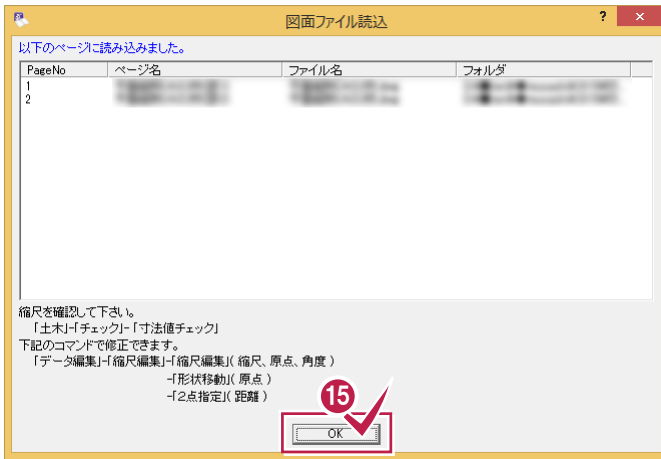 図面ファイル読込
? ×
以下のページに読み込みました。
PageNo ページ名 ファイル名 フォルダ
1
2
縮尺を確認して下さい。
「土木」-「チェック」-「寸法値チェック」
下記のコマンドで修正できます。
「データ編集」-「縮尺編集」-「縮尺編集」( 縮尺、原点、角度 )
-「形状移動」( 原点 )
-「2点指定」( 距離 )
15
OK